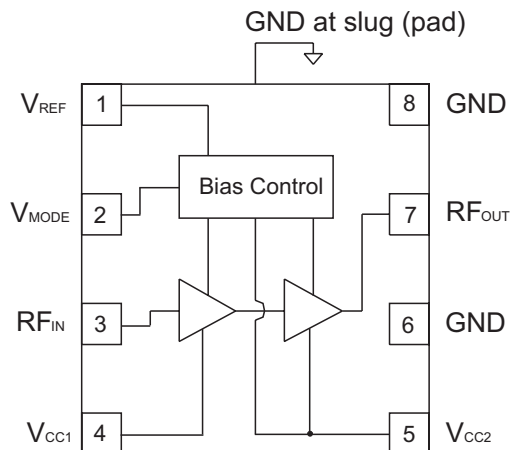 GND at slug (pad)
VREF 1
8 GND
Bias Control
VMODE 2
7 RFOUT
RFIN 3
6 GND
VCC1 4
5 VCC2